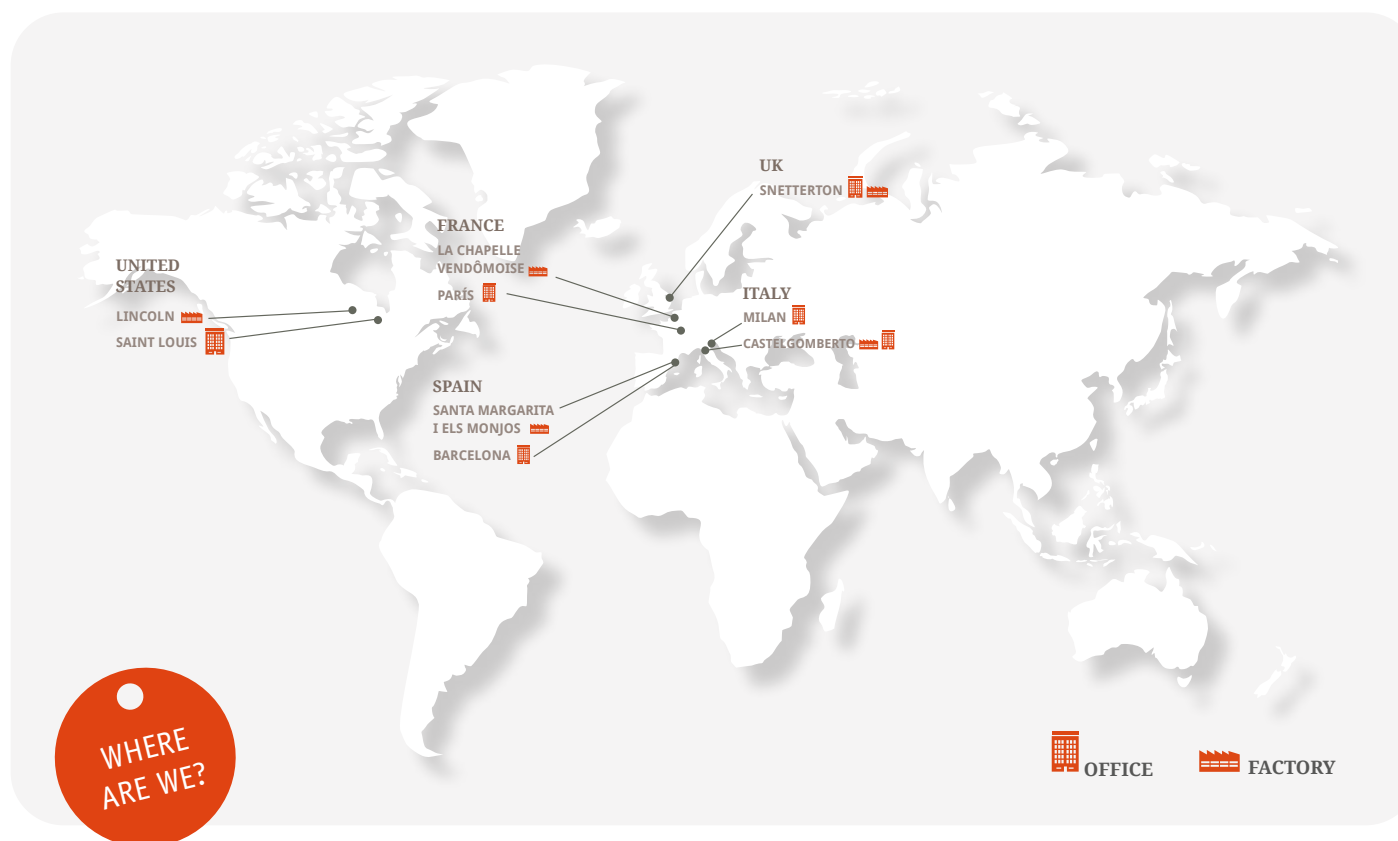 UK
SNETTERTON
FRANCE
LA CHAPELLE
VENDÔMOISE
PARÍS
UNITED
STATES
LINCOLN
SAINT LOUIS
ITALY
MILAN
CASTELGOMBERTO
SPAIN
SANTA MARGARITA
I ELS MONJOS
BARCELONA
WHERE
ARE WE?
OFFICE
FACTORY